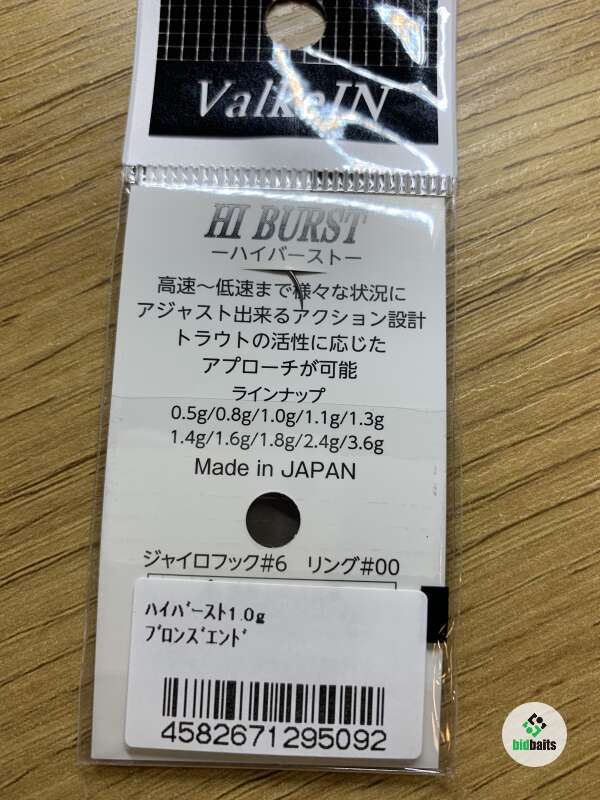 ValkeIN
HI BURST
ーハイバーストー
高速〜低速まで様々な状況に
アジャスト出来るアクション設計
トラウトの活性に応じた
アプローチが可能
ラインナップ
0.5g/0.8g/1.0g/1.1g/1.3g
1.4g/1.6g/1.8g/2.4g/3.6g
Made in JAPAN
ジャイロフック#6 リング#00
ﾊｲﾊﾞｰｽﾄ1.0g
ﾌﾞﾛﾝｽﾞｴﾝﾄﾞ
4582671295092
bidbaits